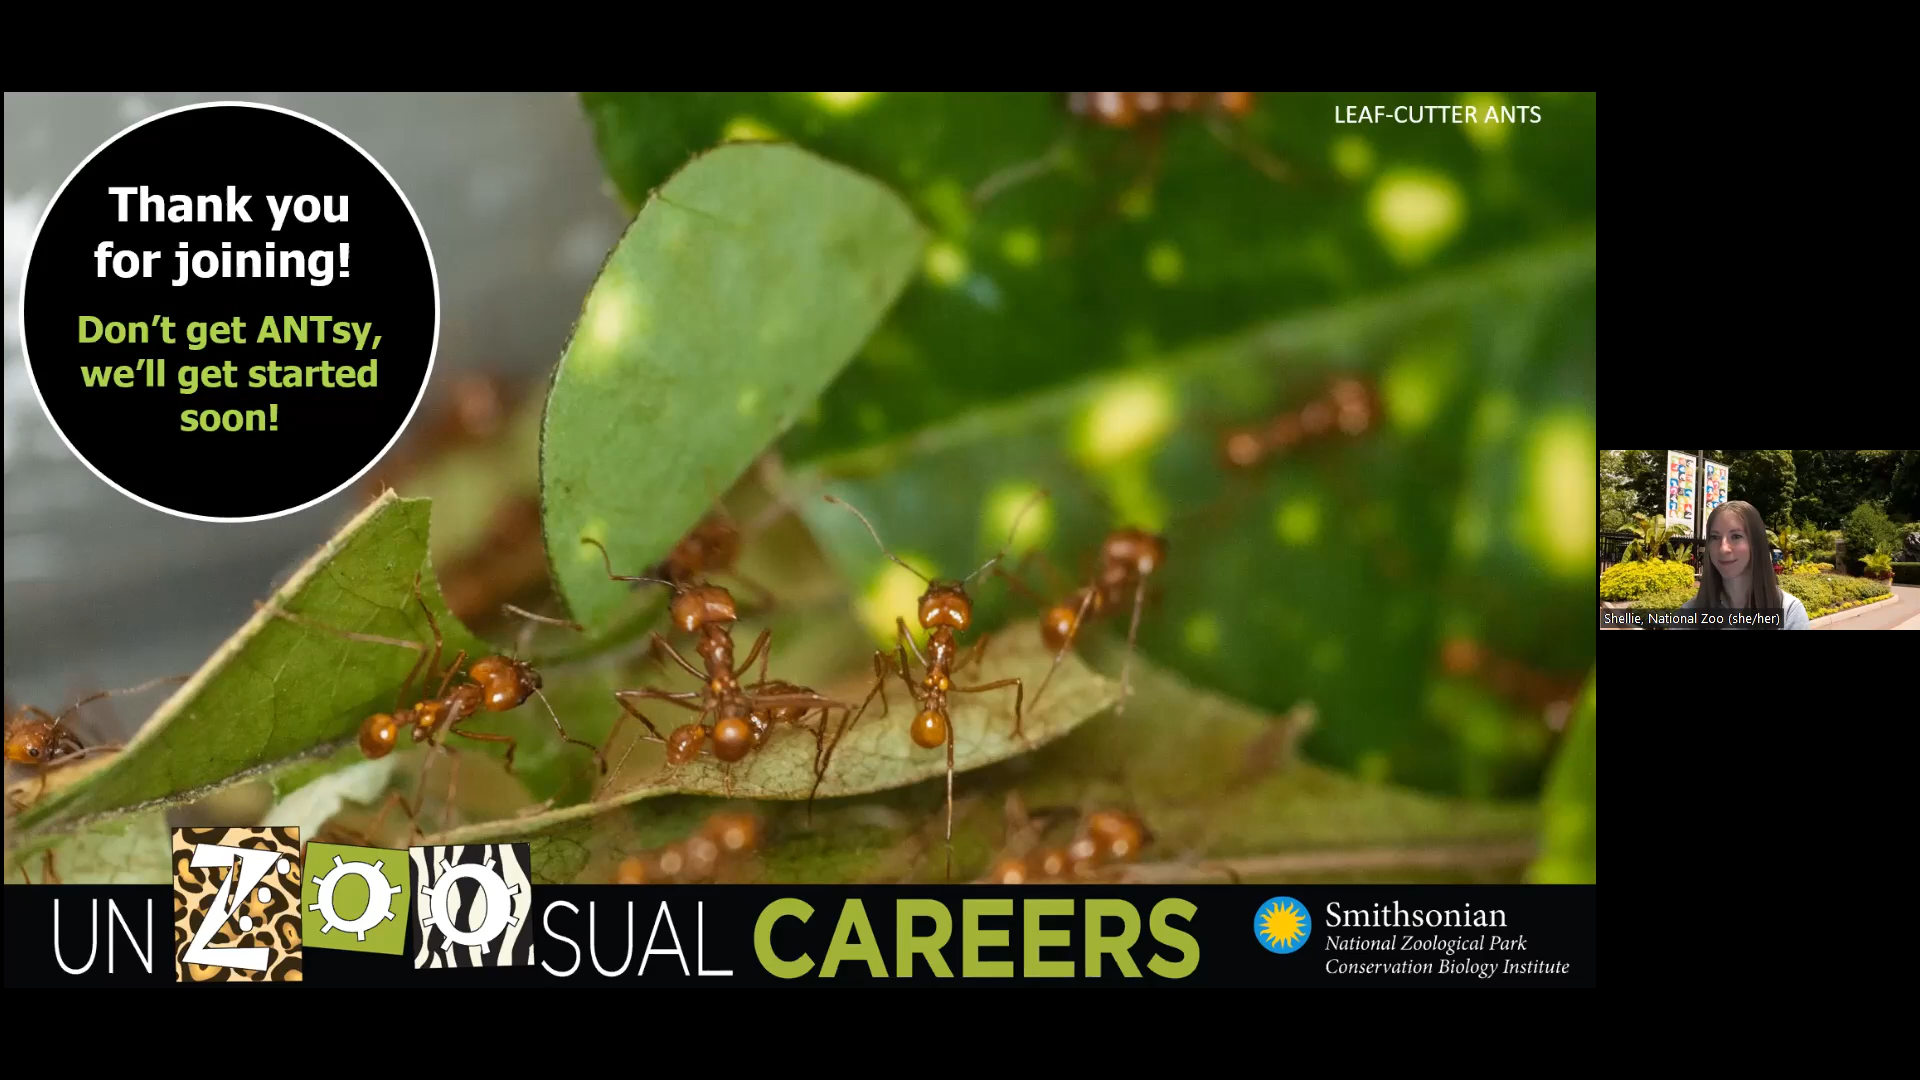 LEAF-CUTTER ANTS
Thank you
for joining!
Don't get ANTsy,
we'll get started
soon!
Shellie, National Zoo (she/her)
UNZOOSUAL CAREERS
Smithsonian
National Zoological Park
Conservation Biology Institute